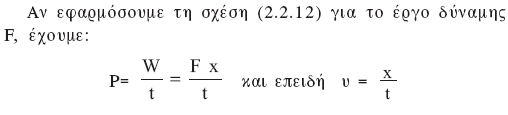 Αν εφαρμόσουμε τη σχέση (2.2.12) για το έργο δύναμης
F, έχουμε:
P= W/t = F x/t και επειδή υ = x/t